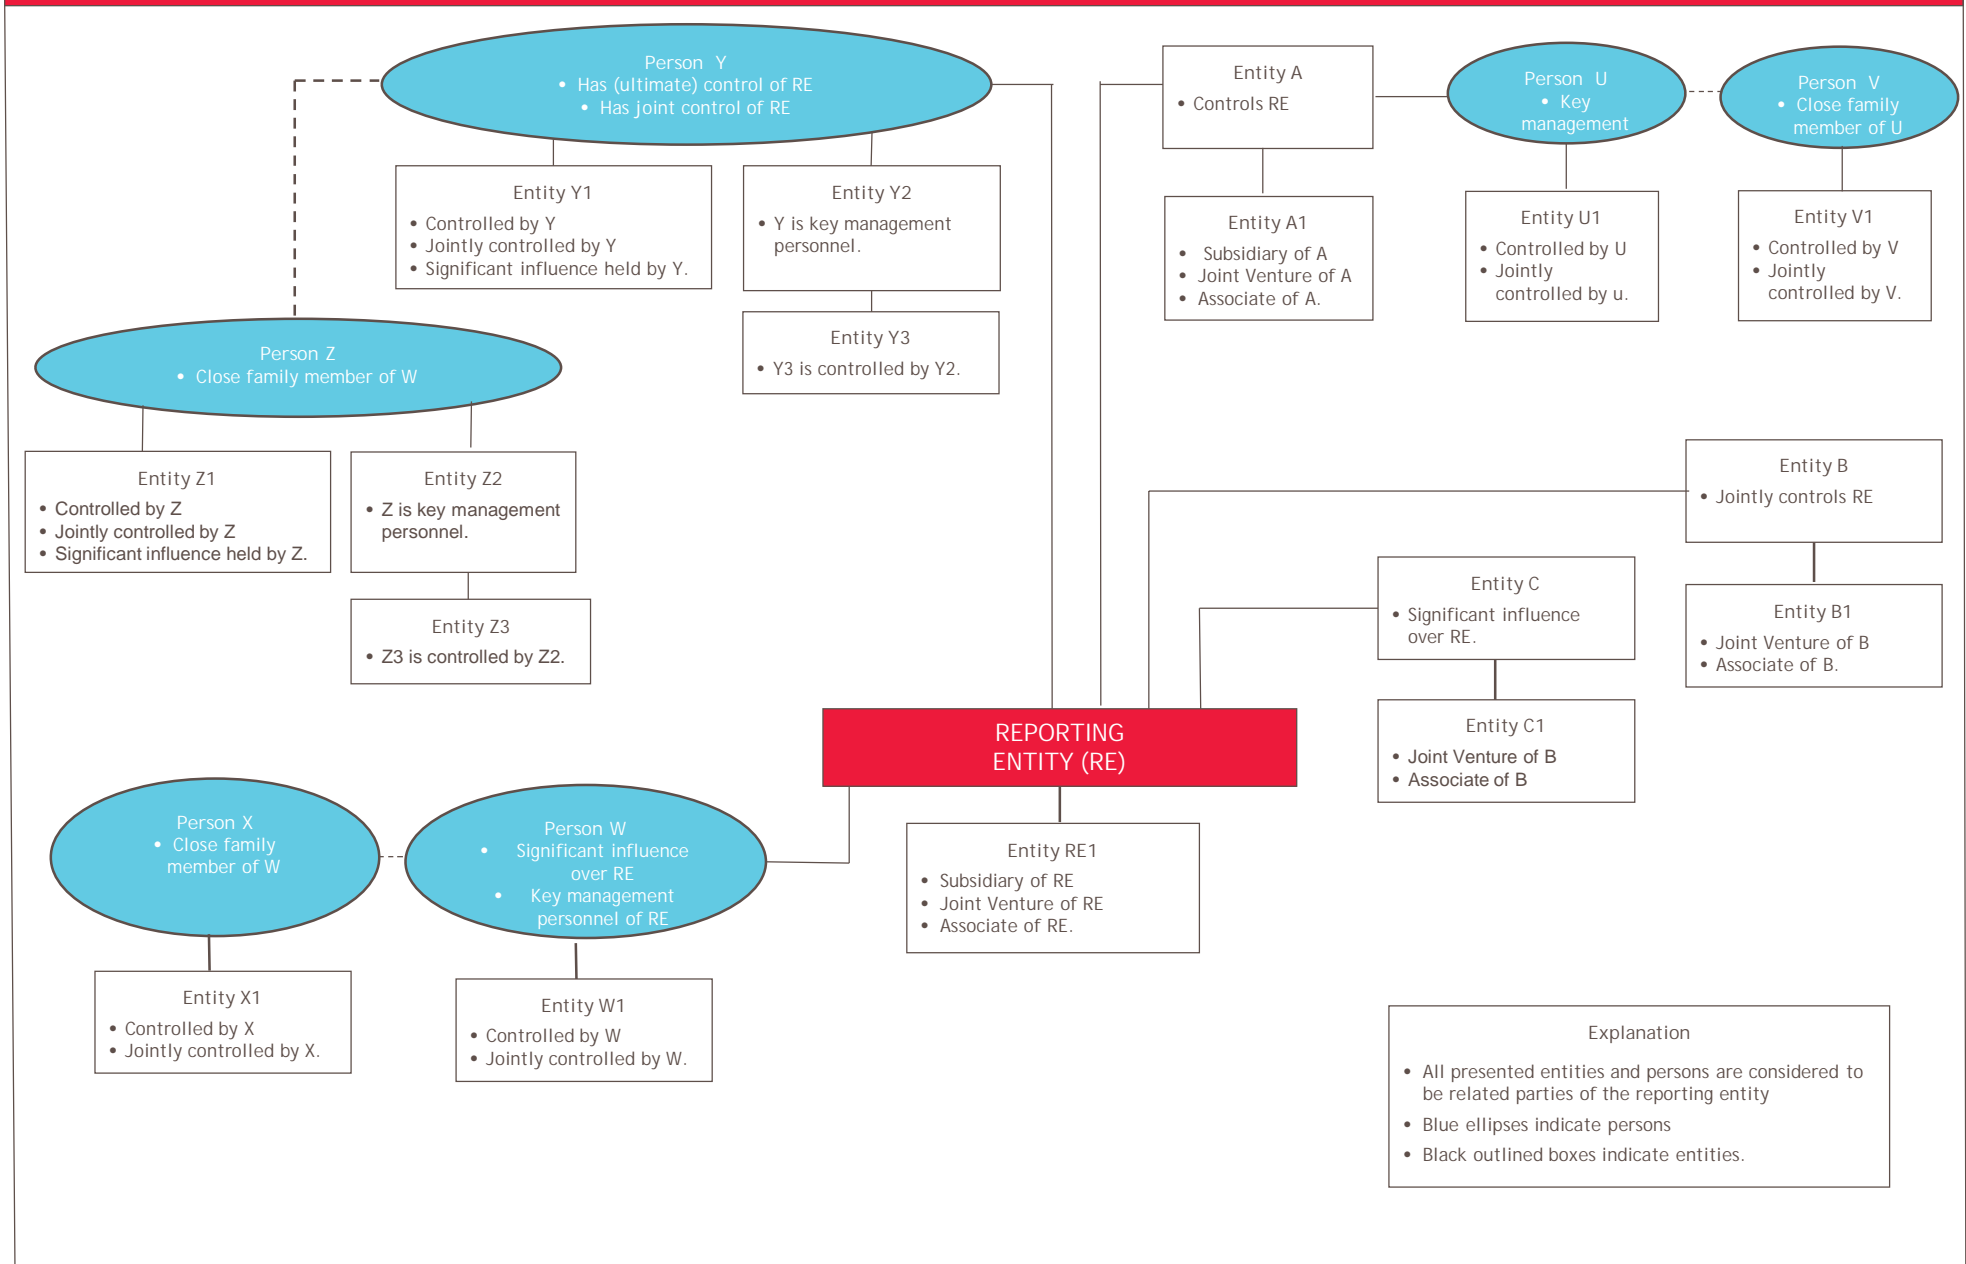 Person Y
• Has (ultimate) control of RE
• Has joint control of RE
Entity A
• Controls RE
Person U
• Key
management
Person V
• Close family
member of U
Entity Y1
• Controlled by Y
• Jointly controlled by Y
• Significant influence held by Y.
Entity Y2
• Y is key management
personnel.
Entity A1
• Subsidiary of A
• Joint Venture of A
• Associate of A.
Entity U1
• Controlled by U
• Jointly
controlled by u.
Entity V1
• Controlled by V
• Jointly
controlled by V.
Entity Y3
• Y3 is controlled by Y2.
Person Z
• Close family member of W
Entity Z1
• Controlled by Z
• Jointly controlled by Z
• Significant influence held by Z.
Entity Z2
• Z is key management
personnel.
Entity Z3
• Z3 is controlled by Z2.
Entity B
• Jointly controls RE
Entity B1
• Joint Venture of B
• Associate of B.
Entity C
• Significant influence
over RE.
Entity C1
• Joint Venture of B
• Associate of B
REPORTING
ENTITY (RE)
Person X
• Close family
member of W
Person W
• Significant influence
over RE
• Key management
personnel of RE
Entity RE1
• Subsidiary of RE
• Joint Venture of RE
• Associate of RE.
Entity X1
• Controlled by X
• Jointly controlled by X.
Entity W1
• Controlled by W
• Jointly controlled by W.
Explanation
• All presented entities and persons are considered to
be related parties of the reporting entity
• Blue ellipses indicate persons
• Black outlined boxes indicate entities.